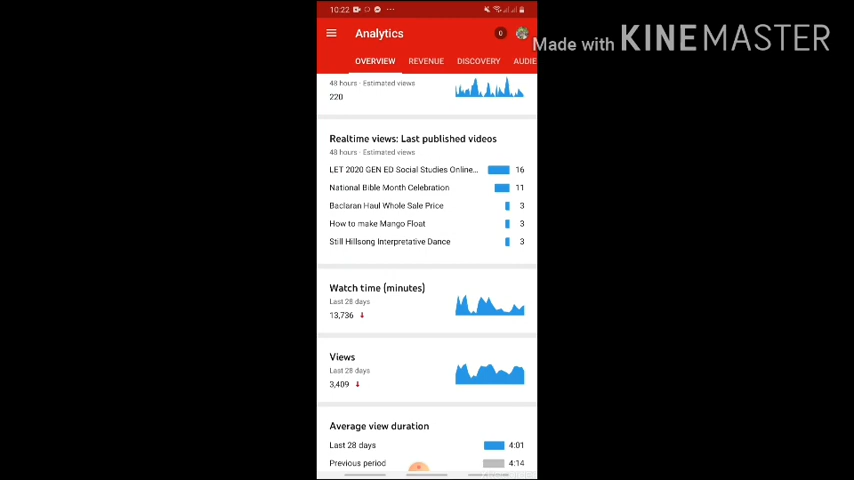 10:22
Analytics
0
Made with KINEMASTER
OVERVIEW REVENUE DISCOVERY AUDIE
48 hours · Estimated views
220
Realtime views: Last published videos
48 hours · Estimated views
LET 2020 GEN ED Social Studies Online... 16
National Bible Month Celebration 11
Baclaran Haul Whole Sale Price 3
How to make Mango Float 3
Still Hillsong Interpretative Dance 3
Watch time (minutes)
Last 28 days
13,736
Views
Last 28 days
3,409
Average view duration
Last 28 days 4:01
Previous period 4:14